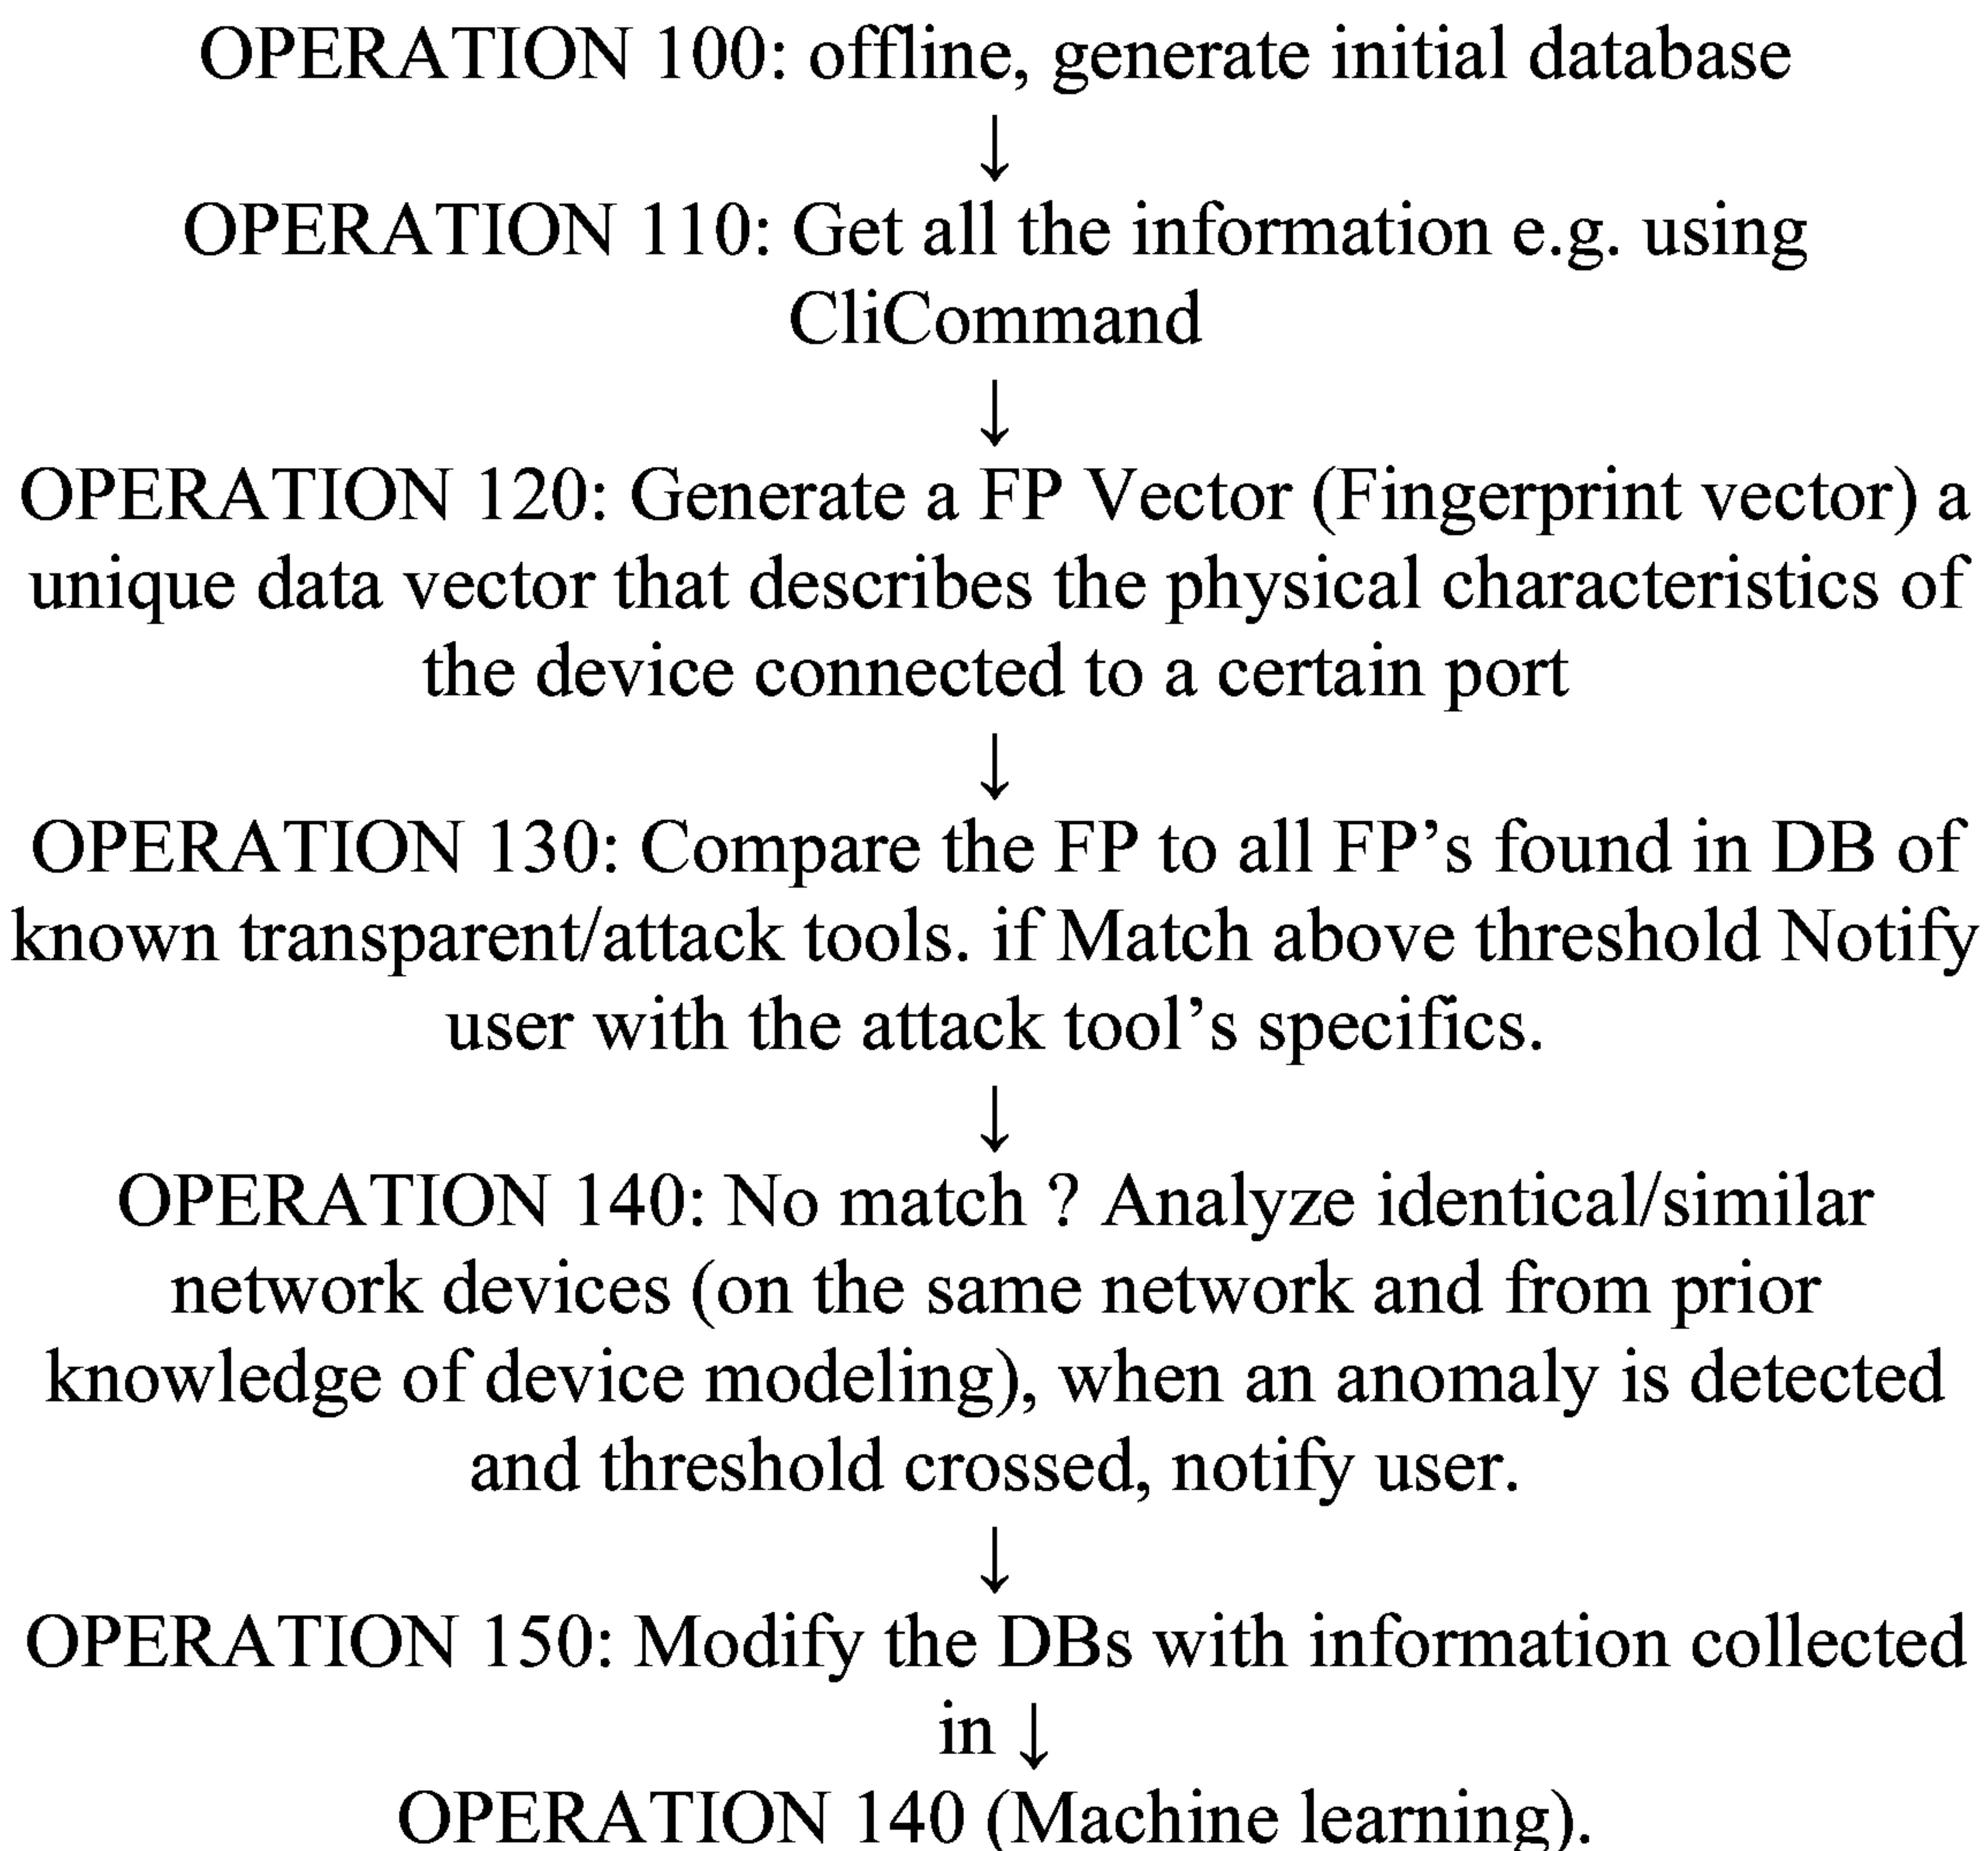 OPERATION 100: offline, generate initial database
↓
OPERATION 110: Get all the information e.g. using
CliCommand
↓
OPERATION 120: Generate a FP Vector (Fingerprint vector) a
unique data vector that describes the physical characteristics of
the device connected to a certain port
↓
OPERATION 130: Compare the FP to all FP’s found in DB of
known transparent/attack tools. if Match above threshold Notify
user with the attack tool’s specifics.
↓
OPERATION 140: No match ? Analyze identical/similar
network devices (on the same network and from prior
knowledge of device modeling), when an anomaly is detected
and threshold crossed, notify user.
↓
OPERATION 150: Modify the DBs with information collected
in ↓
OPERATION 140 (Machine learning).